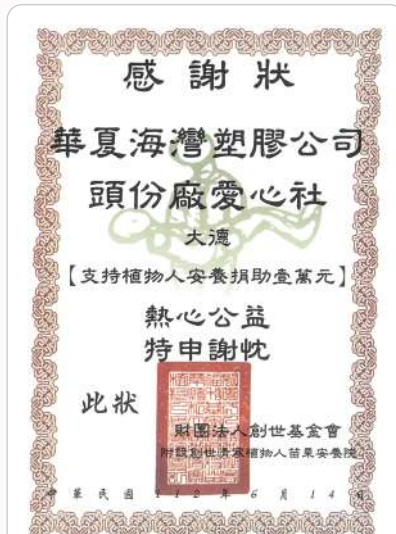 感謝狀
華夏海灣塑膠公司
頭份廠愛心社
大德
【支持植物人安養捐助壹萬元】
熱心公益
特申謝忱
此狀
財團法人創世基金會
附設創世清寒植物人苗栗安養院
中華民國 112 年 6 月 14 日